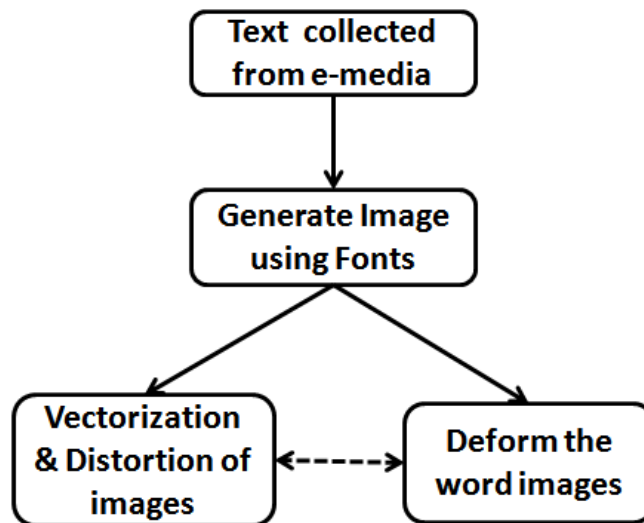 Text collected
from e-media
Generate Image
using Fonts
Vectorization
& Distortion of
images
Deform the
word images